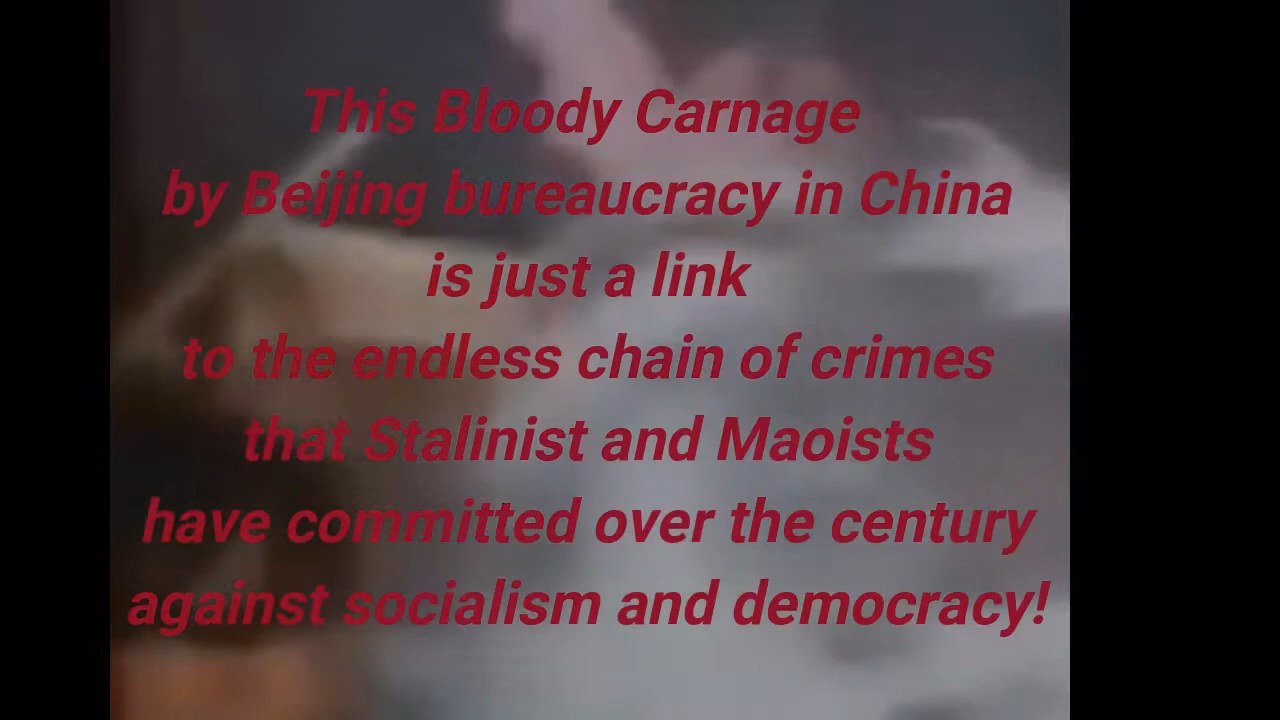 This Bloody Carnage
by Beijing bureaucracy in China
is just a link
to the endless chain of crimes
that Stalinist and Maoists
have committed over the century
against socialism and democracy!